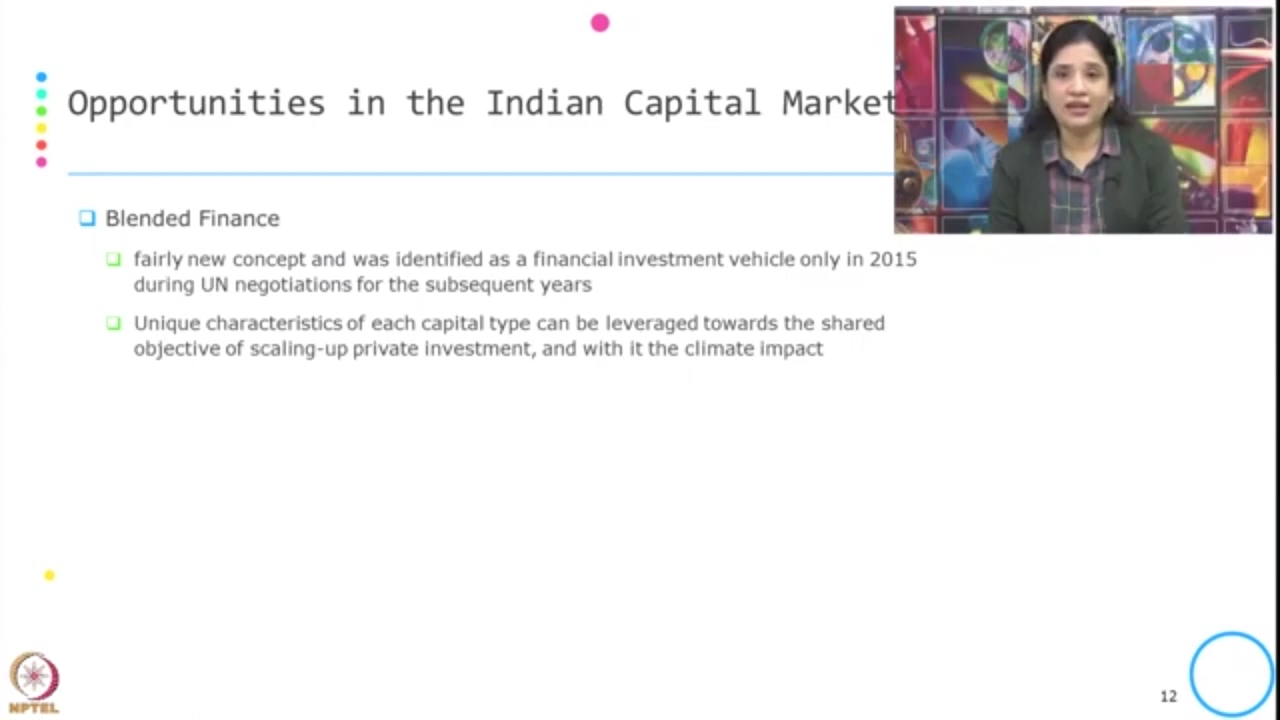 Opportunities in the Indian Capital Market
Blended Finance
fairly new concept and was identified as a financial investment vehicle only in 2015
during UN negotiations for the subsequent years
Unique characteristics of each capital type can be leveraged towards the shared
objective of scaling-up private investment, and with it the climate impact
NPTEL
12